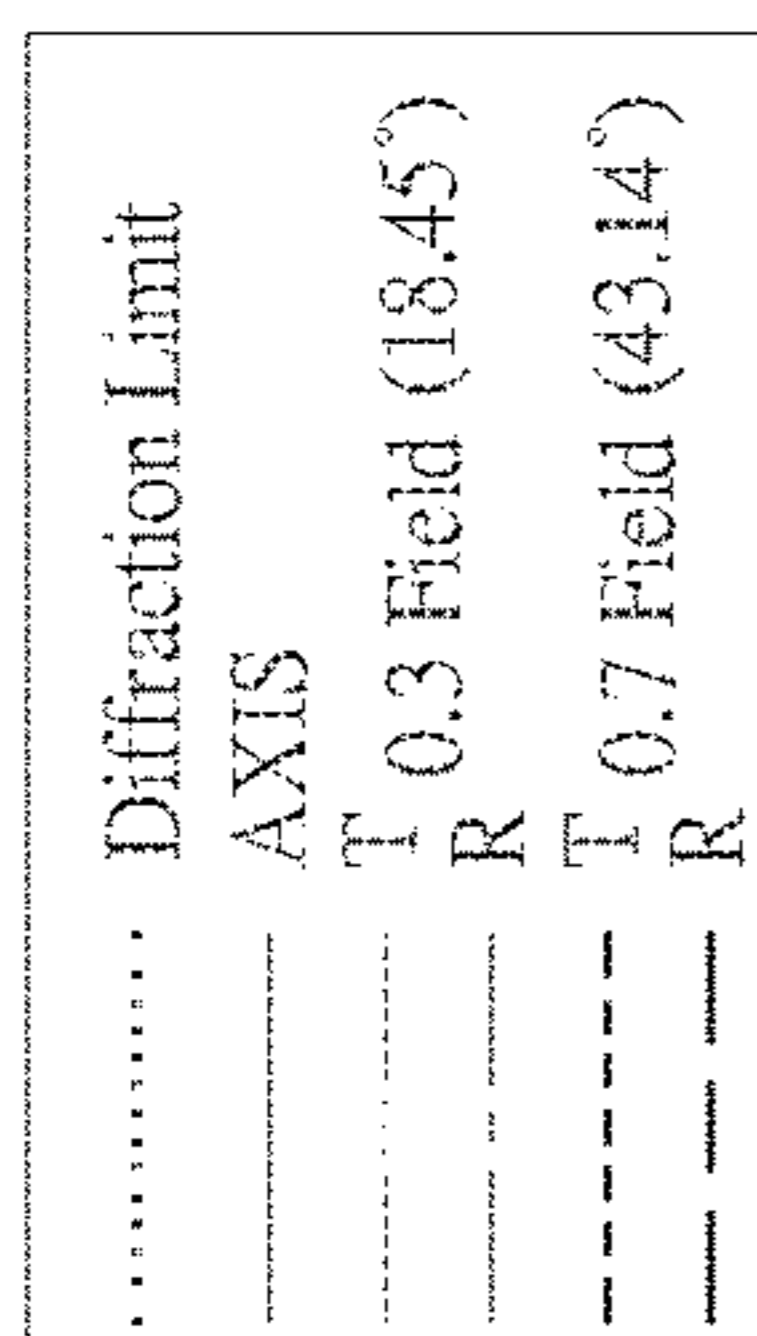 Diffraction Limit
AXIS
T
0.3 Field (18.45°)
R
T
0.7 Field (43.14°)
R